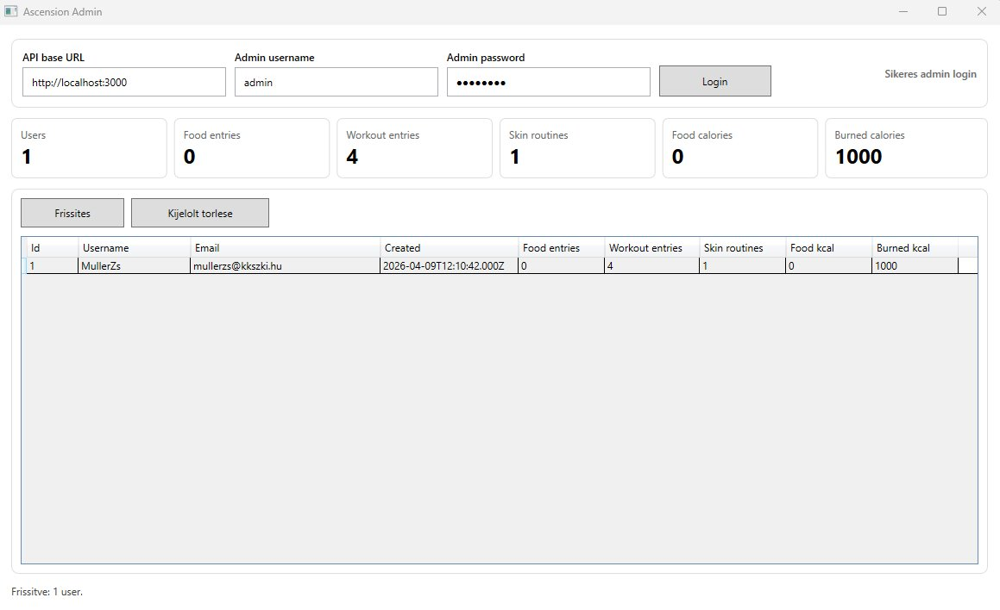 Ascension Admin
API base URL Admin username Admin password
http://localhost:3000 admin •••••••• Login Sikeres admin login
Users Food entries Workout entries Skin routines Food calories Burned calories
1 0 4 1 0 1000
Frissites Kijelolt torlese
Id Username Email Created Food entries Workout entries Skin routines Food kcal Burned kcal
1 MullerZs mullerzs@kkszki.hu 2026-04-09T12:10:42.000Z 0 4 1 0 1000
Frissitve: 1 user.